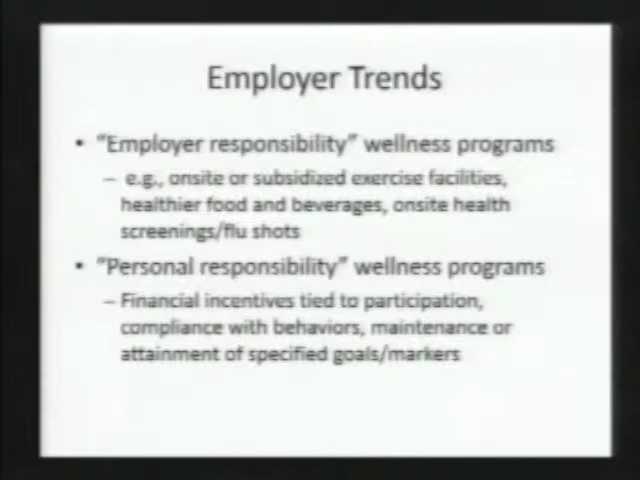 Employer Trends
• "Employer responsibility" wellness programs
– e.g., onsite or subsidized exercise facilities,
healthier food and beverages, onsite health
screenings/flu shots
• "Personal responsibility" wellness programs
– Financial incentives tied to participation,
compliance with behaviors, maintenance or
attainment of specified goals/markers